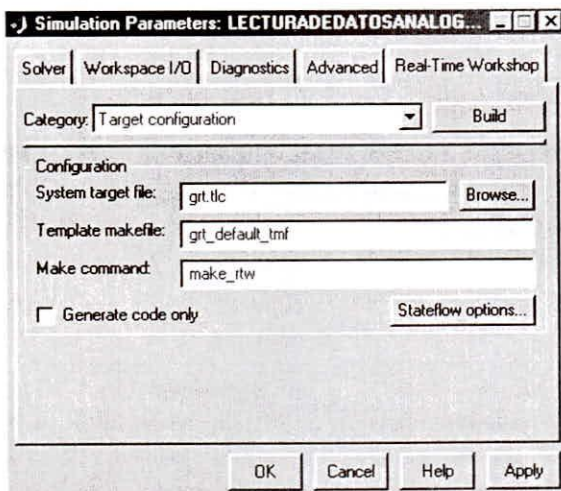 Simulation Parameters: LECTURADEDATOSANALOG...
Solver Workspace I/O Diagnostics Advanced Real-Time Workshop
Category: Target configuration Build
Configuration
System target file: grt.tlc Browse...
Template makefile: grt_default_tmf
Make command: make_rtw
Generate code only Stateflow options...
OK Cancel Help Apply